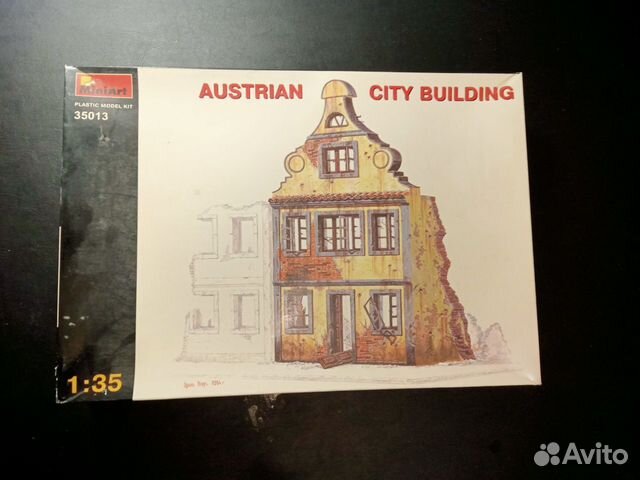 MiniArt
PLASTIC MODEL KIT
35013
AUSTRIAN CITY BUILDING
1:35
Avito